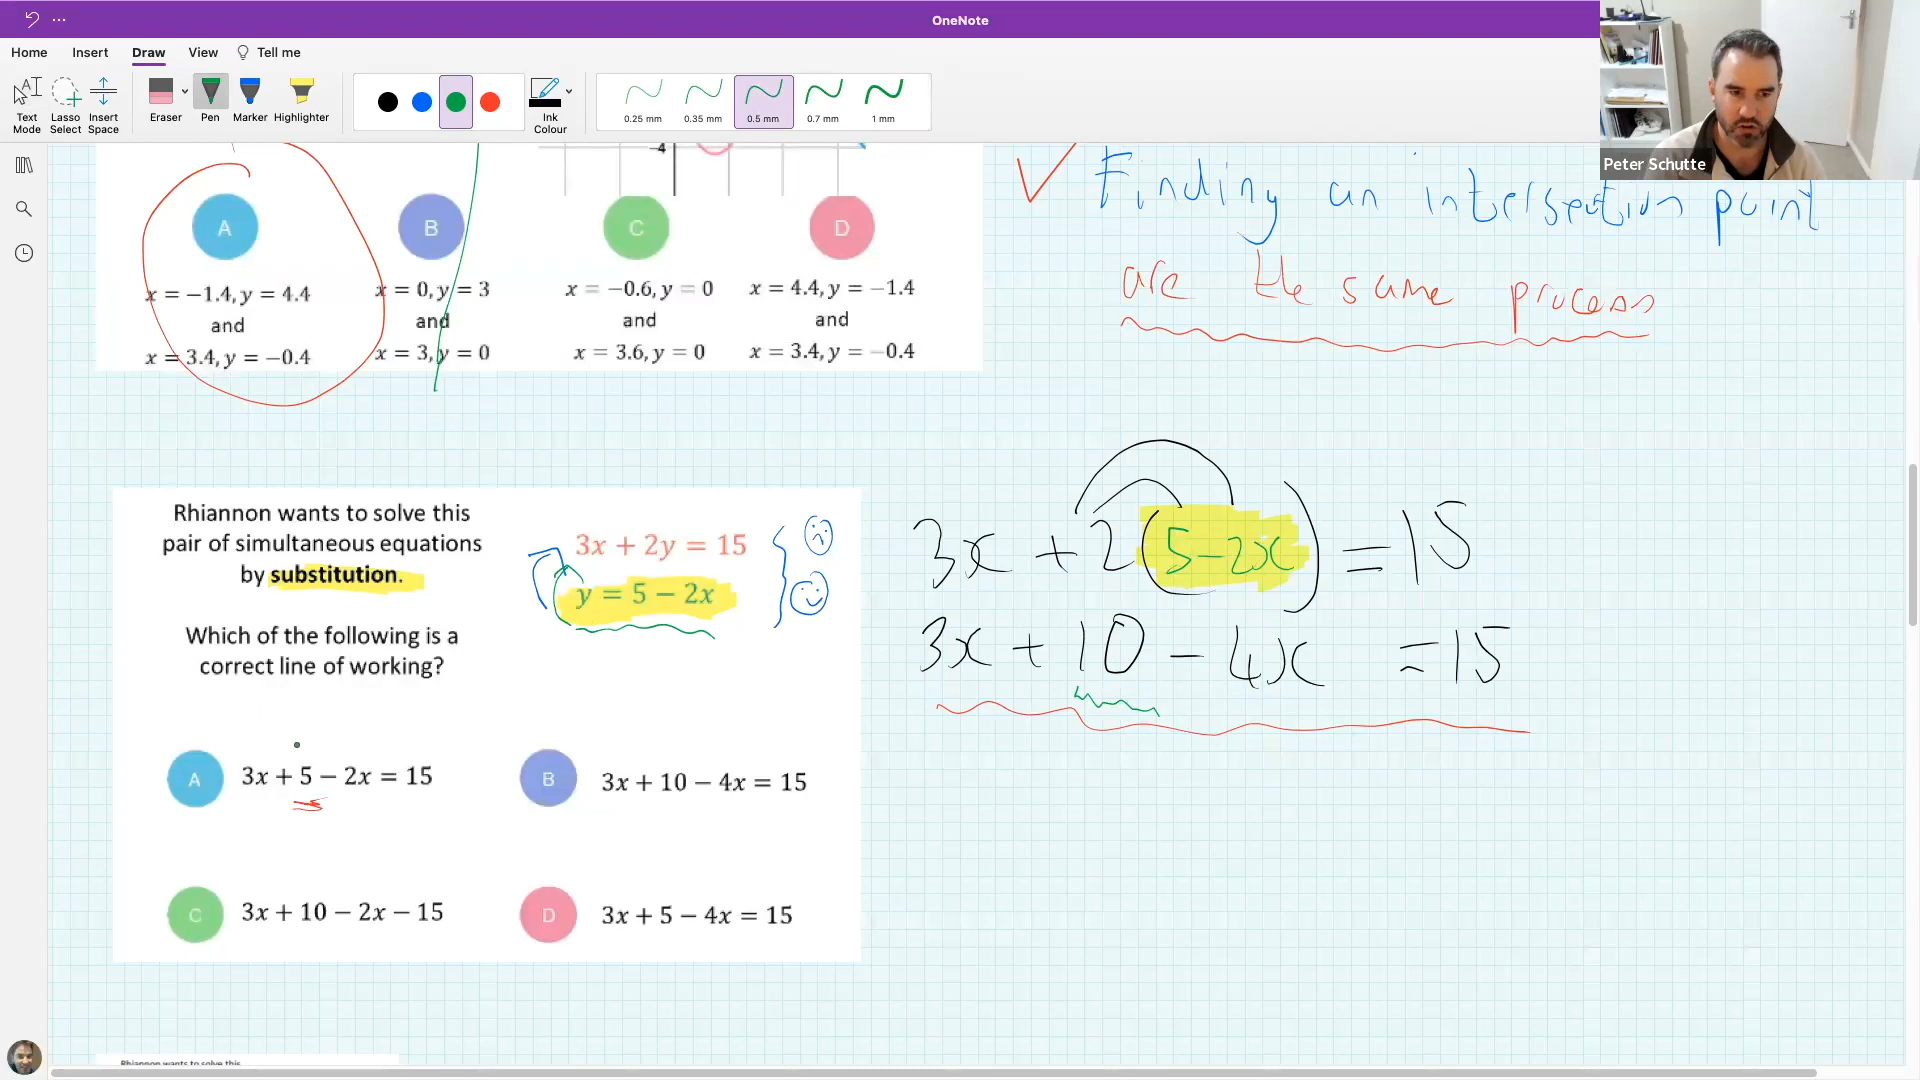 OneNote
Home Insert Draw View Tell me
Text Mode
Lasso Select
Insert Space
Eraser
Pen
Marker
Highlighter
Ink Colour
0.25 mm
0.35 mm
0.5 mm
0.7 mm
1 mm
Peter Schutte
-4
A
x = −1.4, y = 4.4
and
x = 3.4, y = −0.4
B
x = 0, y = 3
and
x = 3, y = 0
C
x = −0.6, y = 0
and
x = 3.6, y = 0
D
x = 4.4, y = −1.4
and
x = 3.4, y = −0.4
Finding an intersection point
are the same process
Rhiannon wants to solve this
pair of simultaneous equations
by substitution.
3x + 2y = 15
y = 5 − 2x
Which of the following is a
correct line of working?
A 3x + 5 − 2x = 15
B 3x + 10 − 4x = 15
C 3x + 10 − 2x − 15
D 3x + 5 − 4x = 15
3x + 2(5−2x) = 15
3x + 10 − 4x = 15
Rhiannon wants to solve this